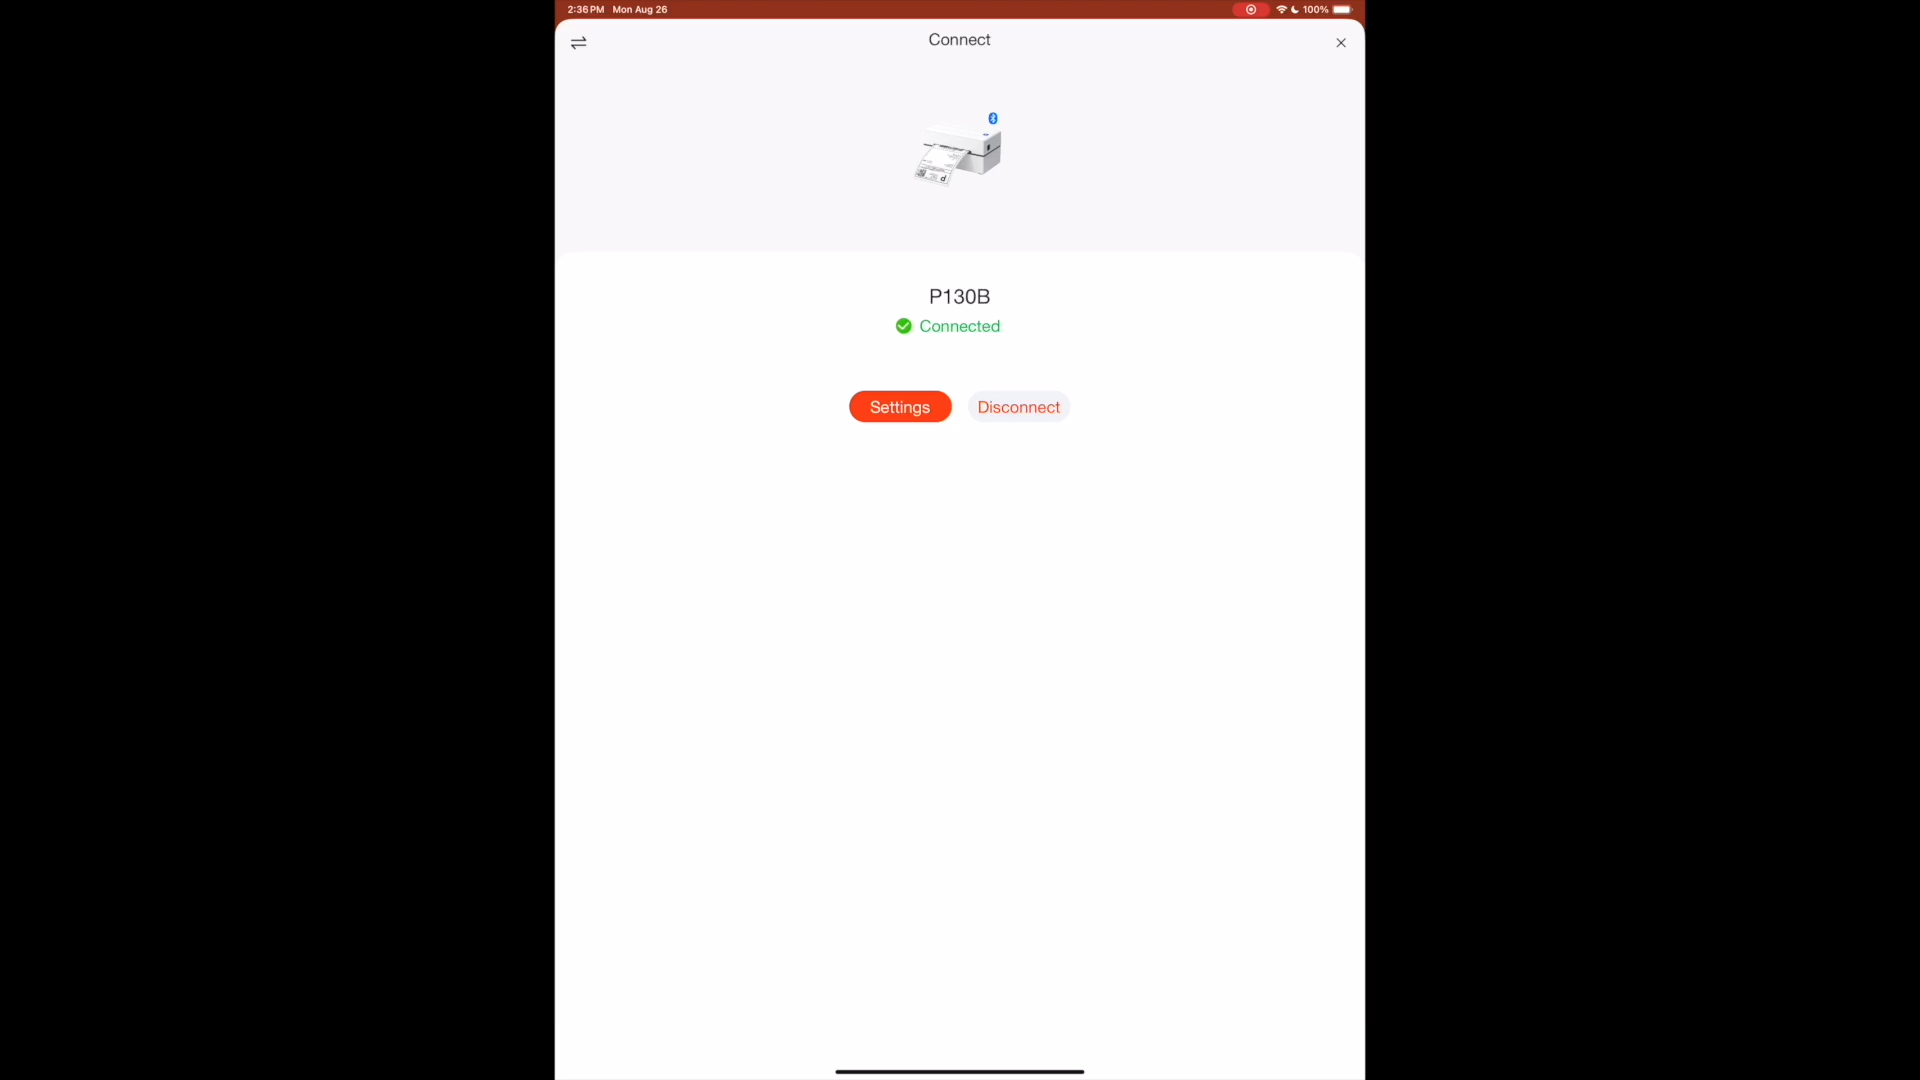 2:36 PM Mon Aug 26
100%
Connect
P130B
Connected
Settings
Disconnect